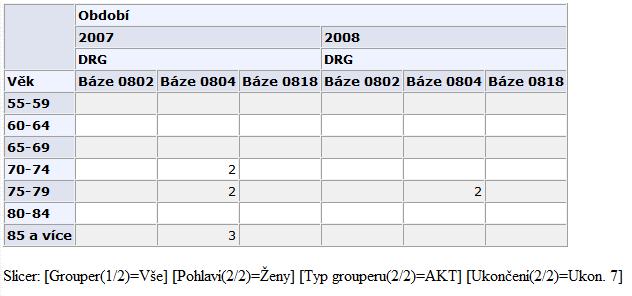 Období
2007 2008
DRG DRG
Věk Báze 0802 Báze 0804 Báze 0818 Báze 0802 Báze 0804 Báze 0818
55-59
60-64
65-69
70-74 2
75-79 2 2
80-84
85 a více 3
Slicer: [Grouper(1/2)=Vše] [Pohlaví(2/2)=Ženy] [Typ grouperu(2/2)=AKT] [Ukončení(2/2)=Ukon. 7]